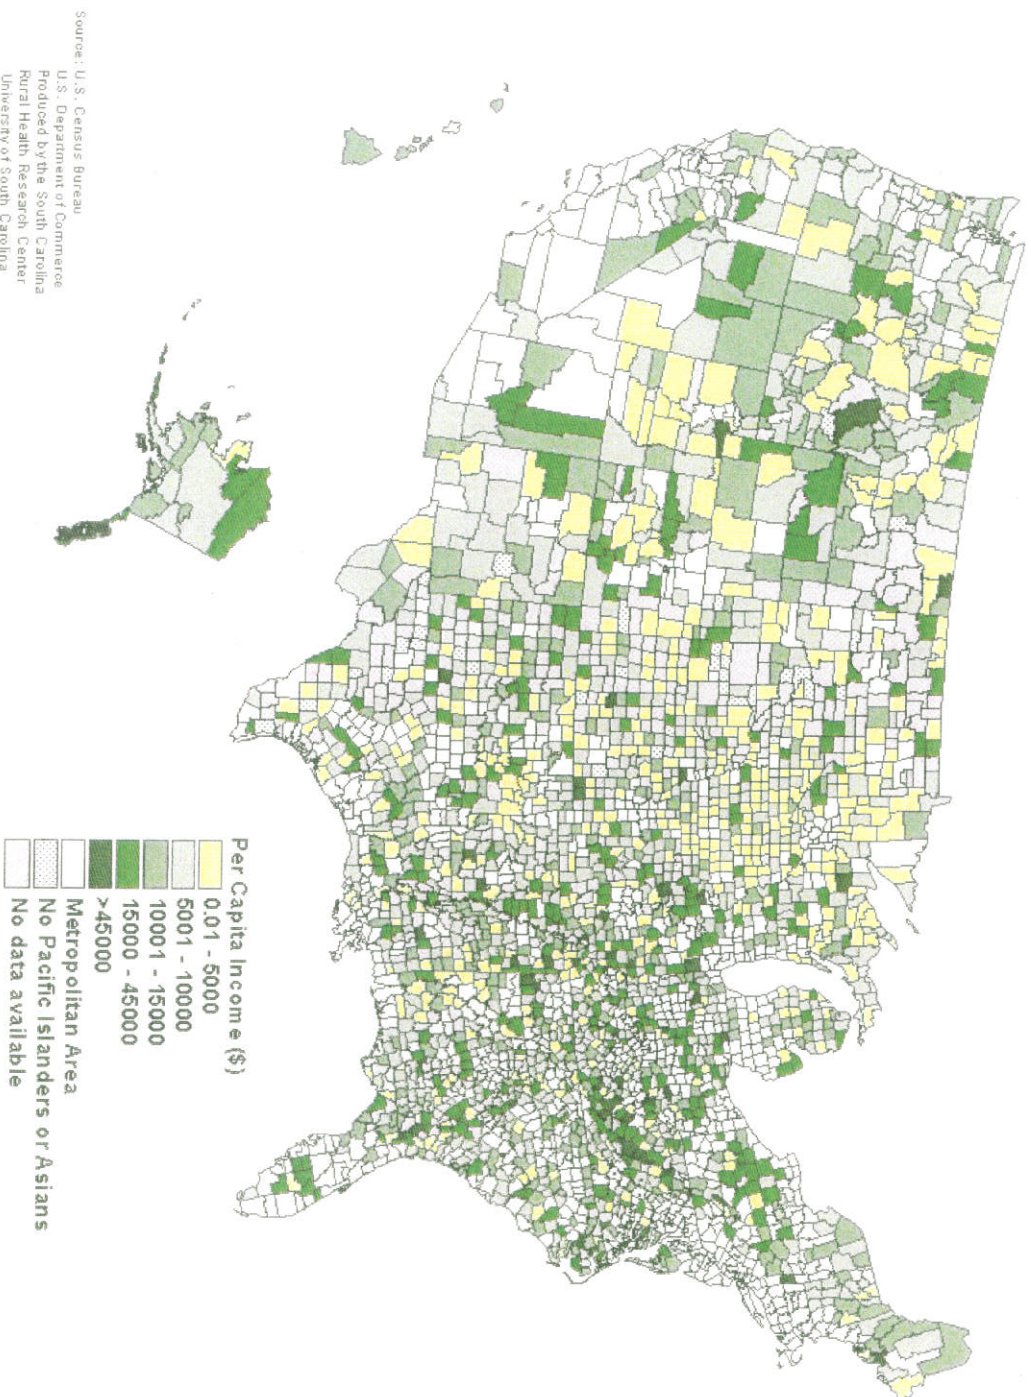 Per Capita Income ($)
0.01 - 5000
5001 - 10000
10001 - 15000
15000 - 45000
>45000
Metropolitan Area
No Pacific Islanders or Asians
No data available
Source: U.S. Census Bureau
U.S. Department of Commerce
Produced by the South Carolina
Rural Health Research Center
University of South Carolina